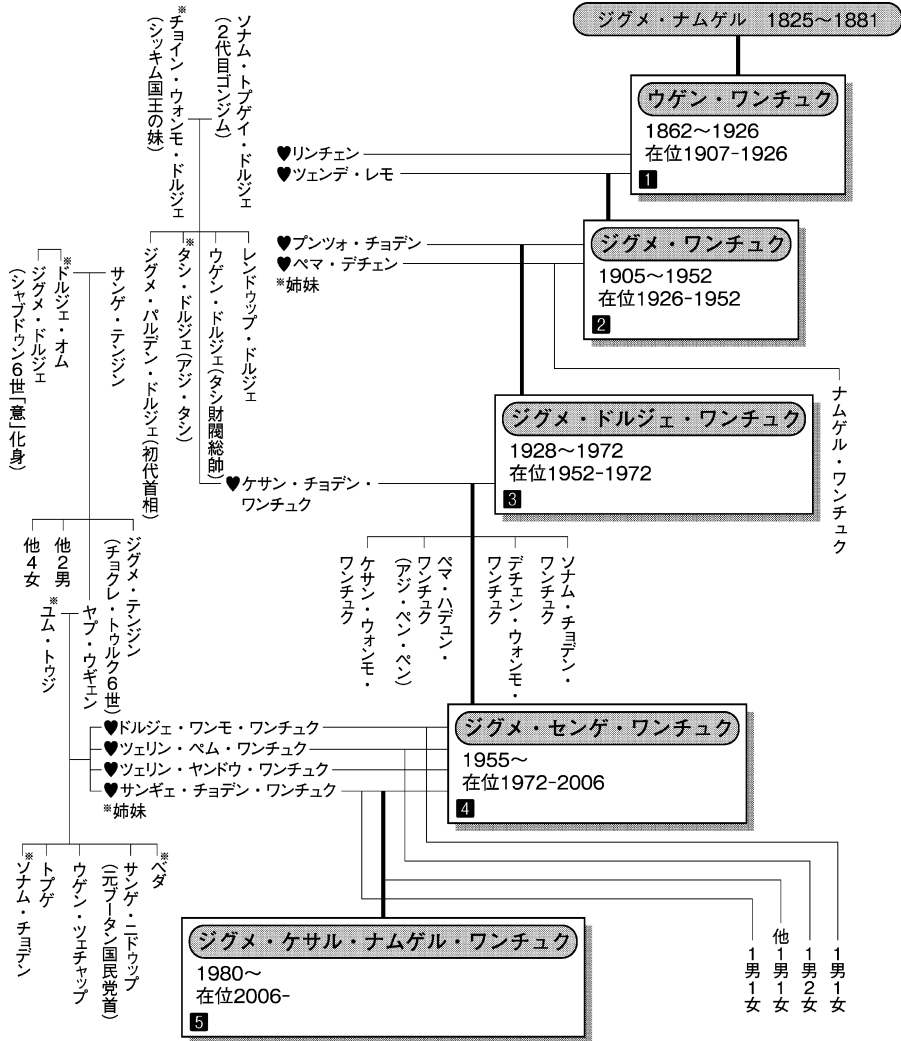 ジグメ・ナムゲル 1825～1881
ウゲン・ワンチュク
1862～1926
在位1907-1926
1
♥リンチェン
♥ツェンデ・レモ
ソナム・トプゲイ・ドルジェ
(2代目ゴンジム)
※チョイン・ウォンモ・ドルジェ
(シッキム国王の妹)
ジグメ・ワンチュク
1905～1952
在位1926-1952
2
♥プンツォ・チョデン
♥ペマ・デチェン
※姉妹
ナムゲル・ワンチュク
レンドゥップ・ドルジェ
ウゲン・ドルジェ(タシ財閥総帥)
※タシ・ドルジェ(アジ・タシ)
ジグメ・パルデン・ドルジェ(初代首相)
サンゲ・テンジン
※ドルジェ・オム
ジグメ・ドルジェ
(シャブドゥン6世「意」化身)
ジグメ・ドルジェ・ワンチュク
1928～1972
在位1952-1972
3
♥ケサン・チョデン・
ワンチュク
ソナム・チョデン・
ワンチュク
デチェン・ウォンモ・
ワンチュク
ペマ・ハデュン・
ワンチュク
(アジ・ペン・ペン)
ケサン・ウォンモ・
ワンチュク
ジグメ・テンジン
(チョクレ・トゥルク6世)
ヤプ・ウギェン
※ユム・トゥジ
他2男
他4女
ジグメ・センゲ・ワンチュク
1955～
在位1972-2006
4
♥ドルジェ・ワンモ・ワンチュク
♥ツェリン・ペム・ワンチュク
♥ツェリン・ヤンドウ・ワンチュク
♥サンギェ・チョデン・ワンチュク
※姉妹
※ベダ
サンゲ・ニドゥップ
(元ブータン国民党首)
ウゲン・ツェチャップ
トプゲ
※ソナム・チョデン
ジグメ・ケサル・ナムゲル・ワンチュク
1980～
在位2006-
5
1男1女
1男2女
他1男1女
1男1女